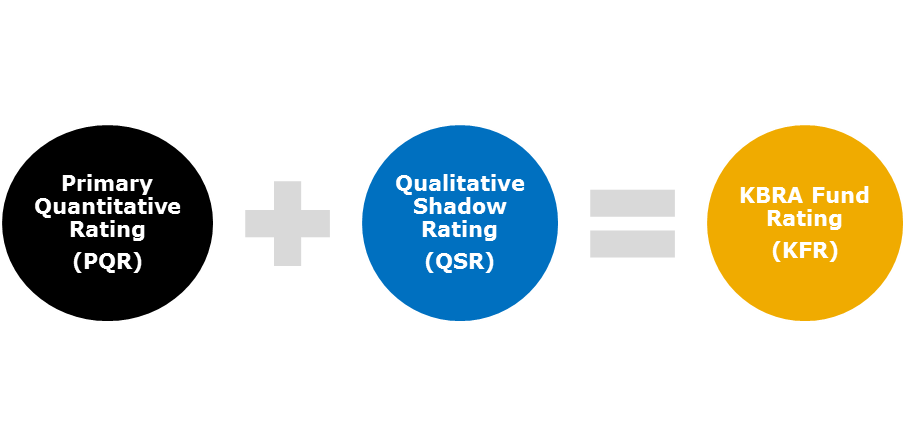 Primary
Quantitative
Rating
(PQR)
Qualitative
Shadow
Rating
(QSR)
KBRA Fund
Rating
(KFR)